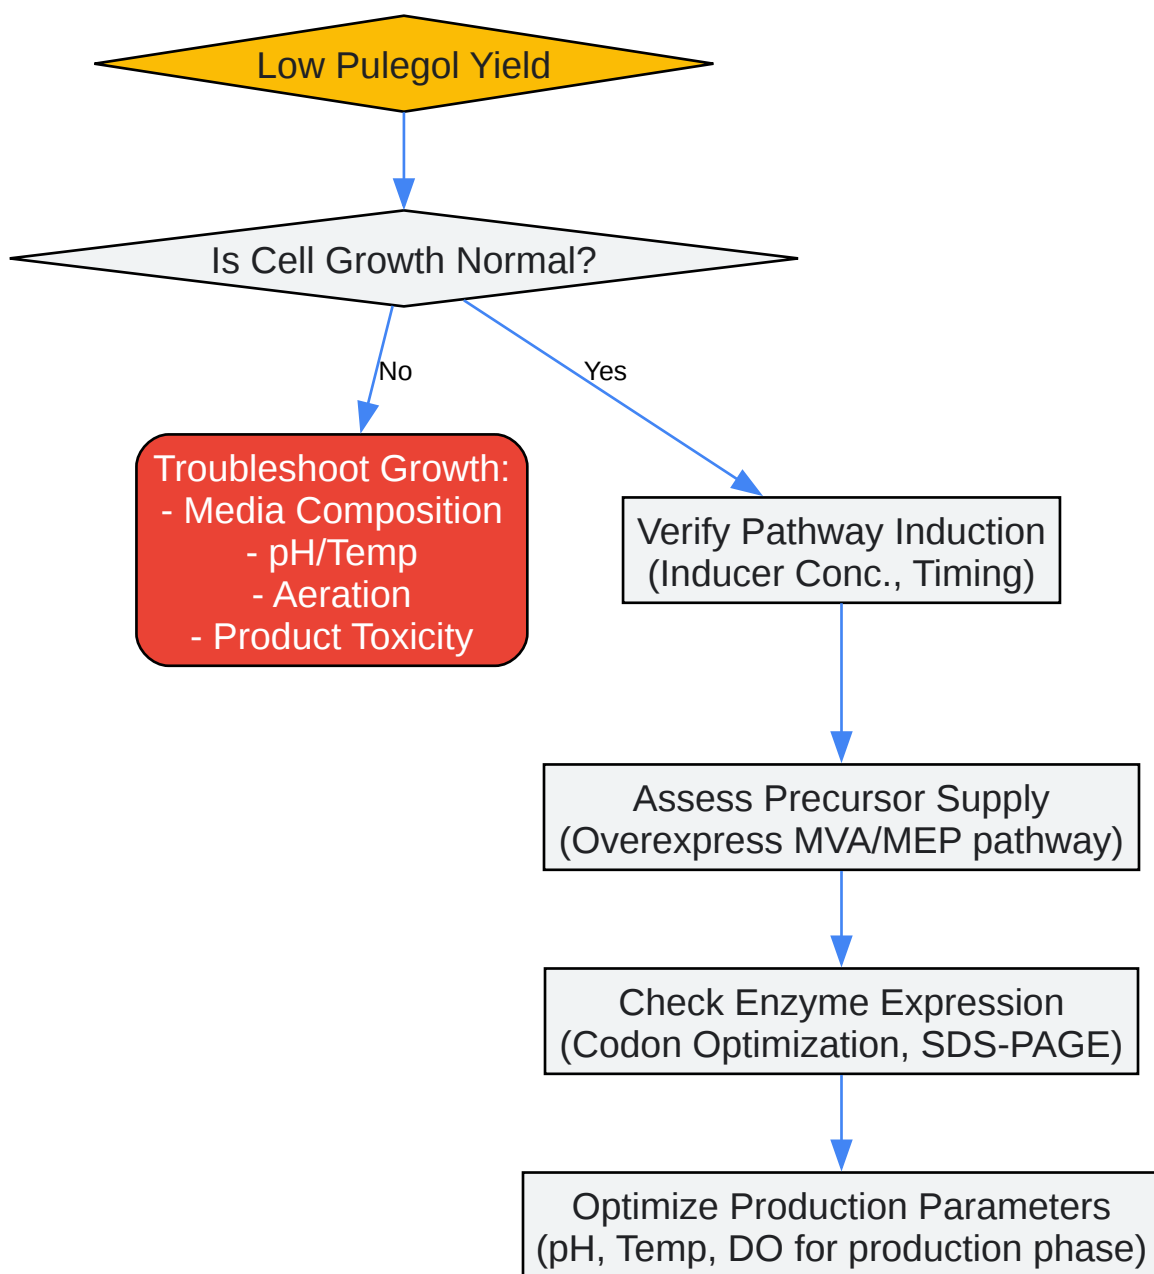 Low Pulegol Yield
Is Cell Growth Normal?
No
Yes
Troubleshoot Growth:
- Media Composition
- pH/Temp
- Aeration
- Product Toxicity
Verify Pathway Induction
(Inducer Conc., Timing)
Assess Precursor Supply
(Overexpress MVA/MEP pathway)
Check Enzyme Expression
(Codon Optimization, SDS-PAGE)
Optimize Production Parameters
(pH, Temp, DO for production phase)